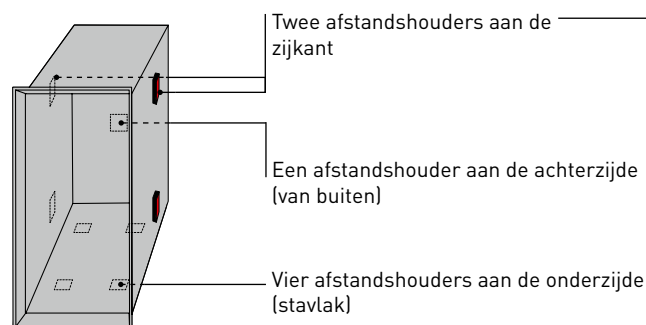 Twee afstandshouders aan de
zijkant
Een afstandshouder aan de achterzijde
(van buiten)
Vier afstandshouders aan de onderzijde
(stavlak)